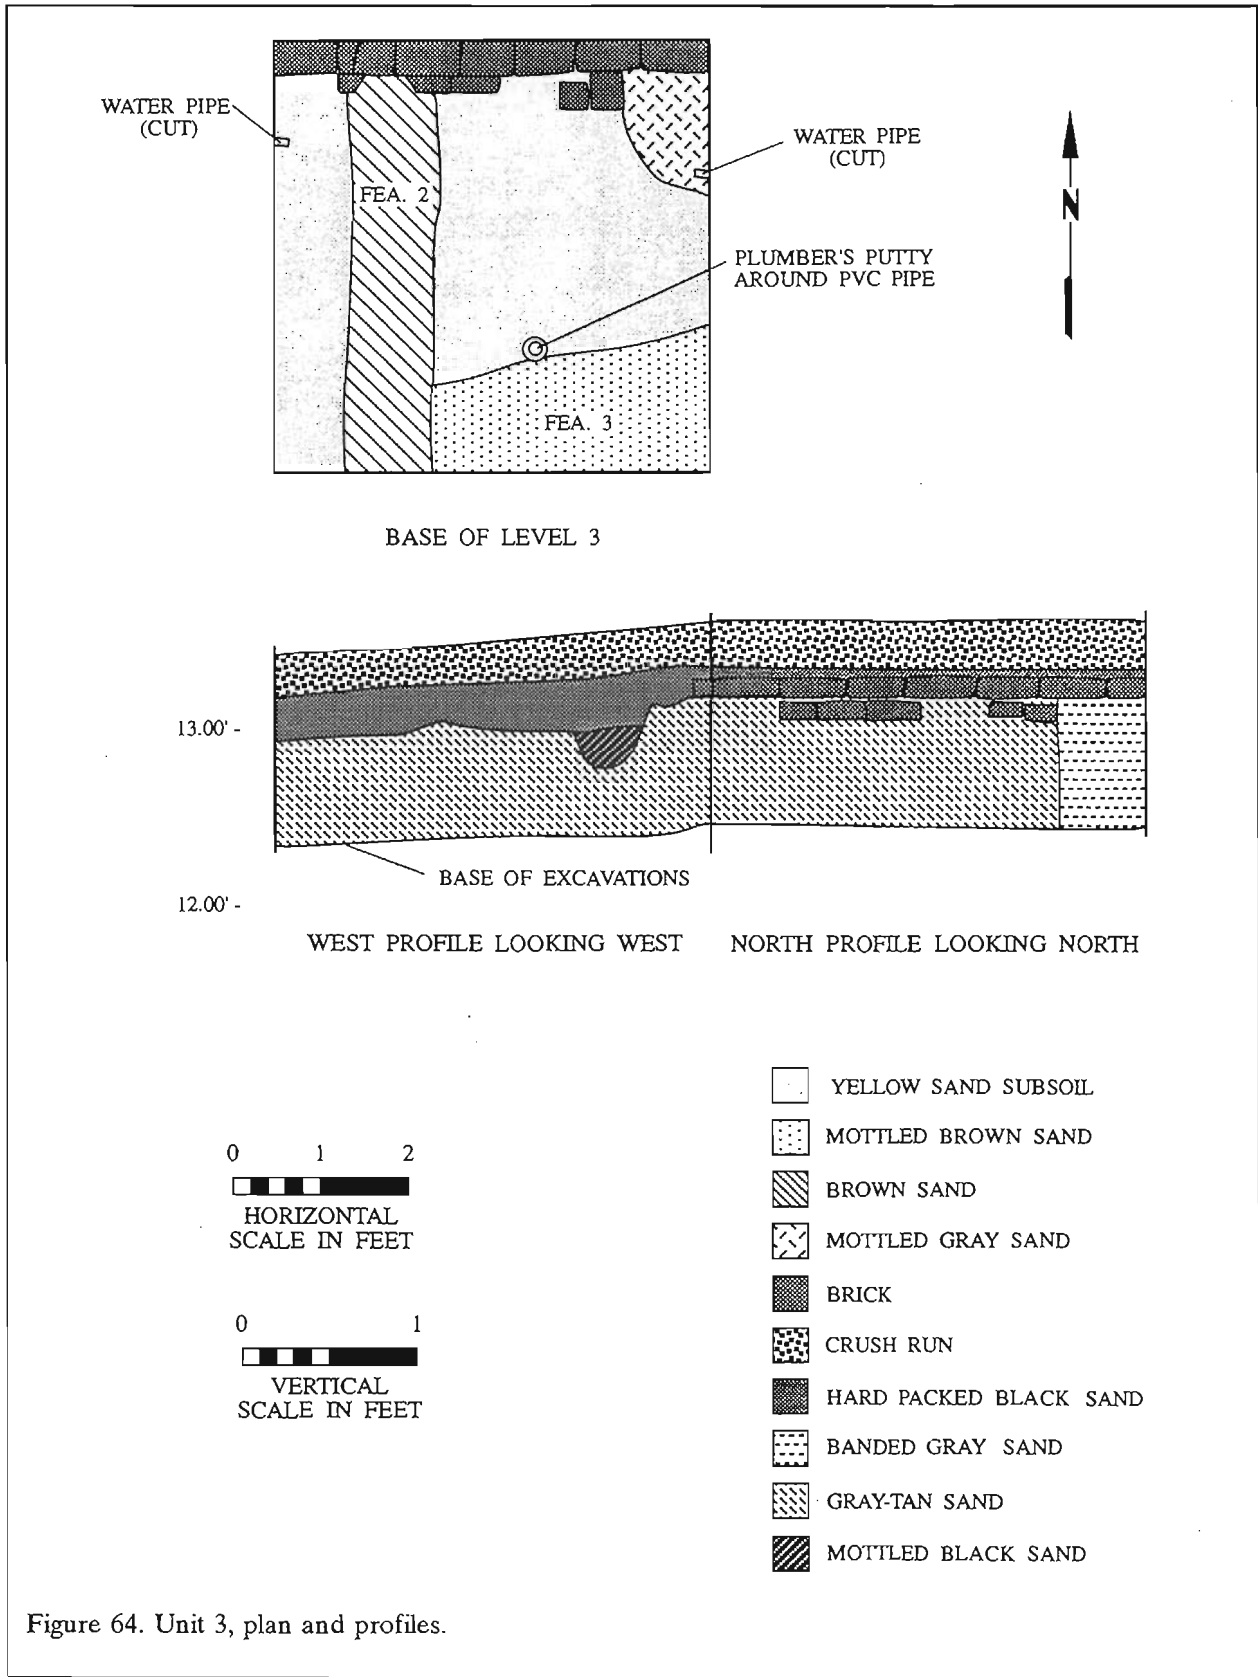 WATER PIPE
(CUT)
WATER PIPE
(CUT)
FEA. 2
N
PLUMBER'S PUTTY
AROUND PVC PIPE
FEA. 3
BASE OF LEVEL 3
13.00' -
BASE OF EXCAVATIONS
12.00' -
WEST PROFILE LOOKING WEST
NORTH PROFILE LOOKING NORTH
0 1 2
HORIZONTAL
SCALE IN FEET
0 1
VERTICAL
SCALE IN FEET
YELLOW SAND SUBSOIL
MOTTLED BROWN SAND
BROWN SAND
MOTTLED GRAY SAND
BRICK
CRUSH RUN
HARD PACKED BLACK SAND
BANDED GRAY SAND
GRAY-TAN SAND
MOTTLED BLACK SAND
Figure 64. Unit 3, plan and profiles.